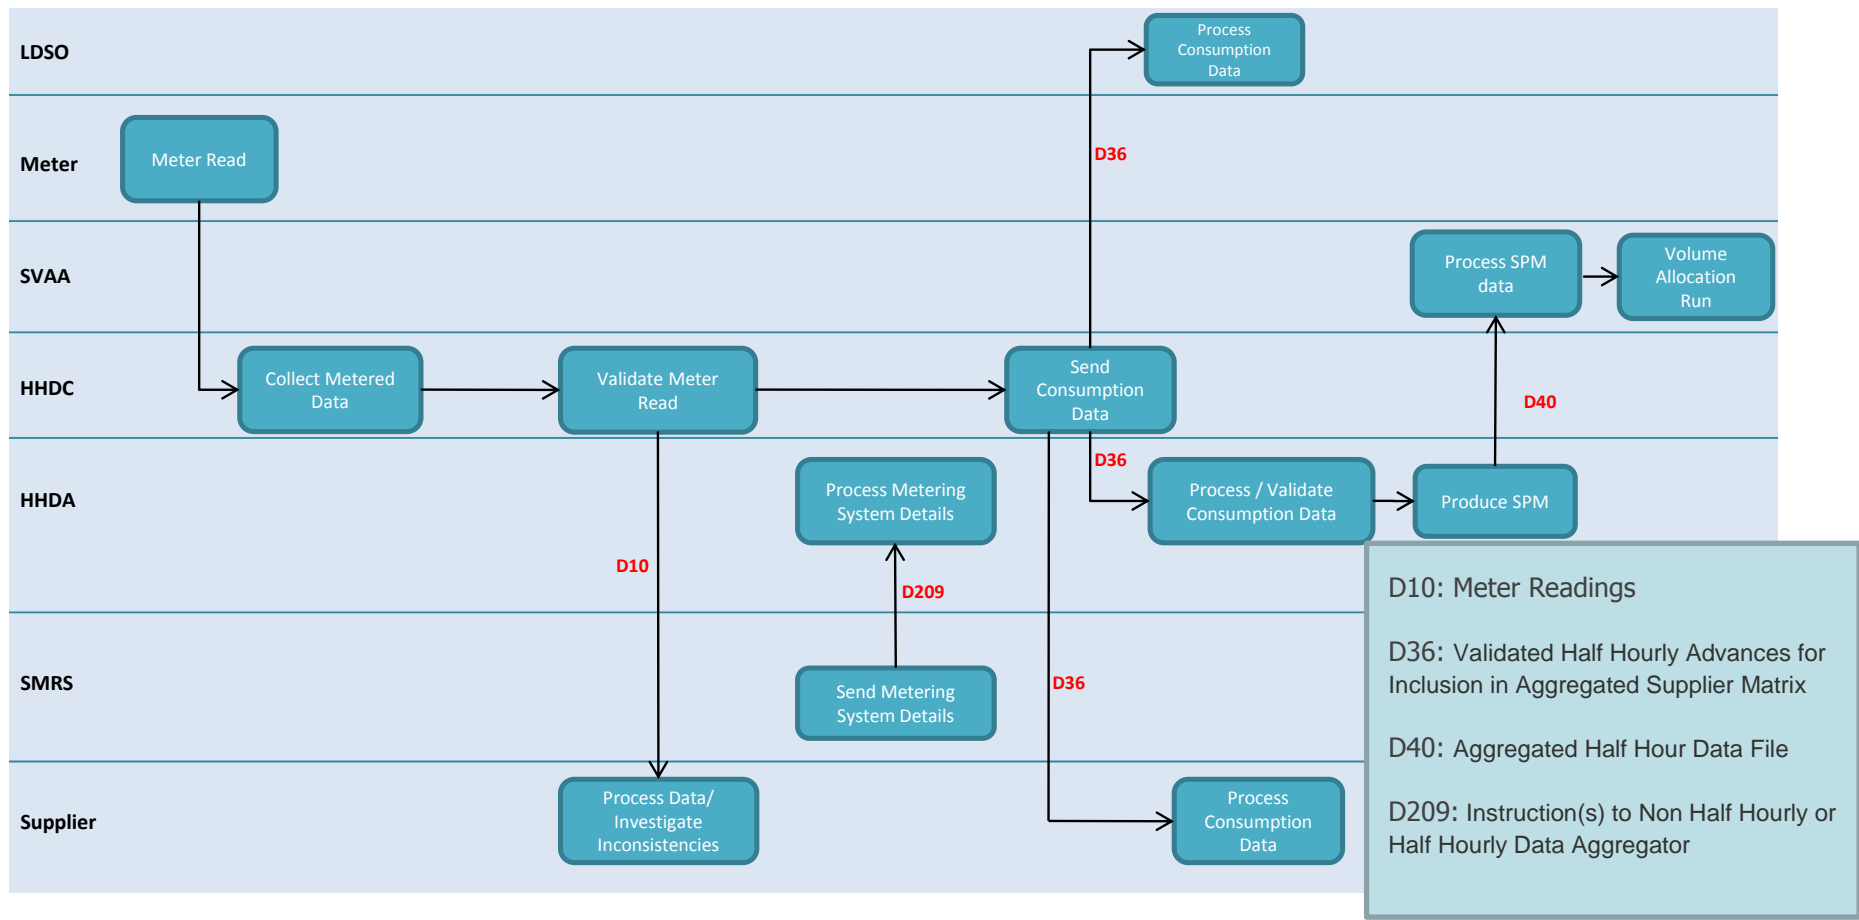 LDSO
Process
Consumption
Data
Meter
Meter Read
D36
SVAA
Process SPM
data
Volume
Allocation
Run
HHDC
Collect Metered
Data
Validate Meter
Read
Send
Consumption
Data
D40
HHDA
Process Metering
System Details
D36
Process / Validate
Consumption Data
Produce SPM
D10
D209
SMRS
Send Metering
System Details
D36
Supplier
Process Data/
Investigate
Inconsistencies
Process
Consumption
Data
D10: Meter Readings
D36: Validated Half Hourly Advances for
Inclusion in Aggregated Supplier Matrix
D40: Aggregated Half Hour Data File
D209: Instruction(s) to Non Half Hourly or
Half Hourly Data Aggregator